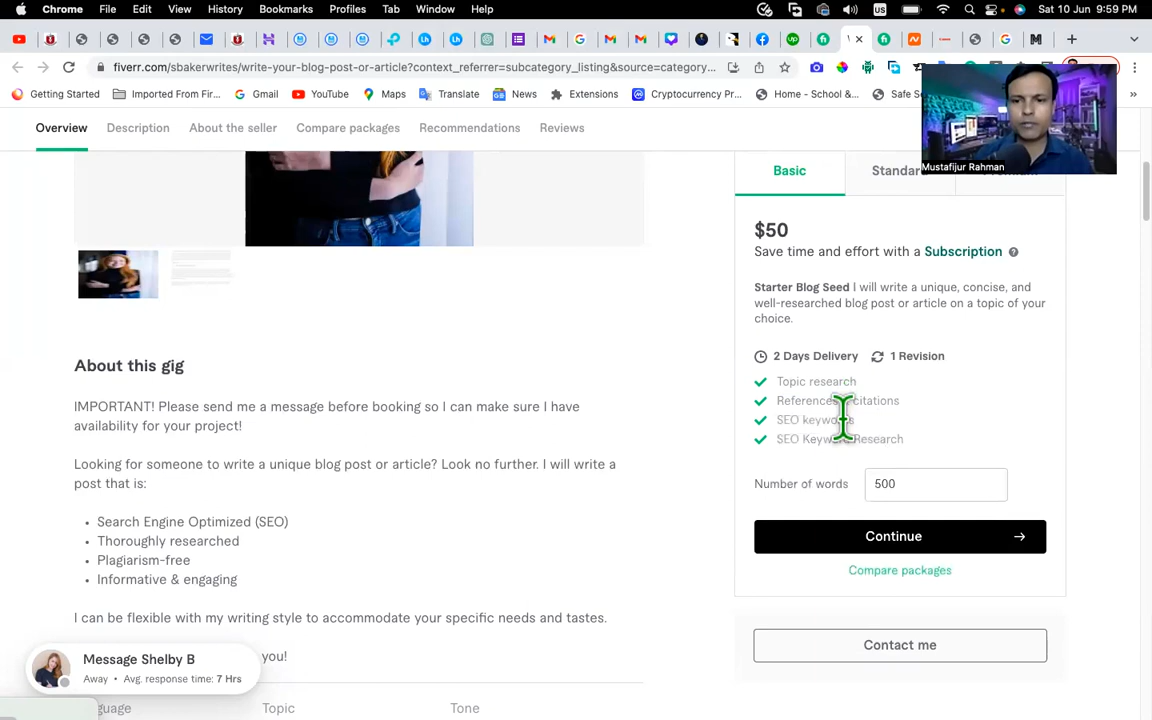 Chrome File Edit View History Bookmarks Profiles Tab Window Help
US
Sat 10 Jun 9:59 PM
fiverr.com/sbakerwrites/write-your-blog-post-or-article?context_referrer=subcategory_listing&source=category...
Getting Started
Imported From Fir...
Gmail
YouTube
Maps
Translate
News
Extensions
Cryptocurrency Pr...
Home - School &...
Safe S
Overview
Description
About the seller
Compare packages
Recommendations
Reviews
Mustafijur Rahman
Basic
$50
Save time and effort with a Subscription
Starter Blog Seed I will write a unique, concise, and
well-researched blog post or article on a topic of your
choice.
2 Days Delivery
1 Revision
Topic research
SEO
SEO Keyword Research
Number of words
500
Continue
Compare packages
Contact me
About this gig
IMPORTANT! Please send me a message before booking so I can make sure I have
availability for your project!
Looking for someone to write a unique blog post or article? Look no further. I will write a
post that is:
• Search Engine Optimized (SEO)
• Thoroughly researched
• Plagiarism-free
• Informative & engaging
I can be flexible with my writing style to accommodate your specific needs and tastes.
you!
Message Shelby B
Away • Avg. response time: 7 Hrs
Topic
Tone